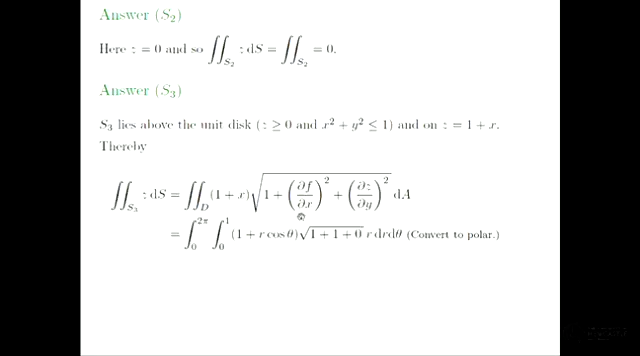 Answer (S₂)
Here z = 0 and so ∬_{S₂} z dS = ∬_{S₂} = 0.
Answer (S₃)
S₃ lies above the unit disk (z ≥ 0 and x² + y² ≤ 1) and on z = 1 + x.
Thereby
∬_{S₃} z dS = ∬_D (1 + x) √(1 + (∂f/∂x)² + (∂z/∂y)²) dA
= ∫₀^{2π} ∫₀¹ (1 + r cos θ) √(1 + 1 + 0) r dr dθ (Convert to polar.)